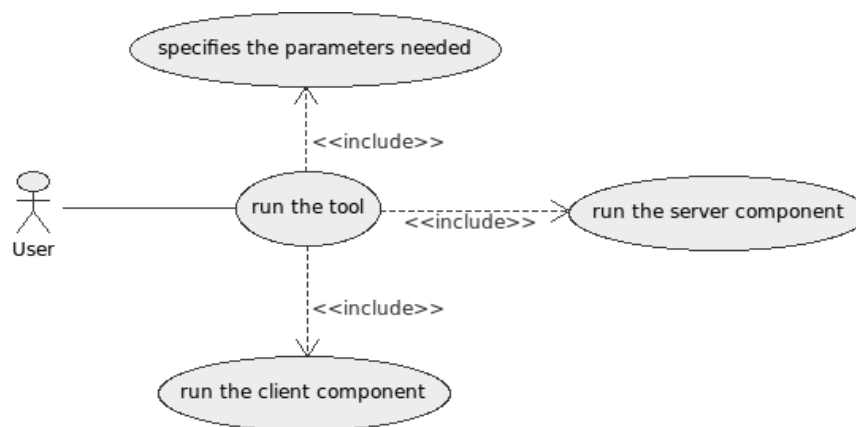 specifies the parameters needed
<<include>>
run the tool
run the server component
<<include>>
User
<<include>>
run the client component